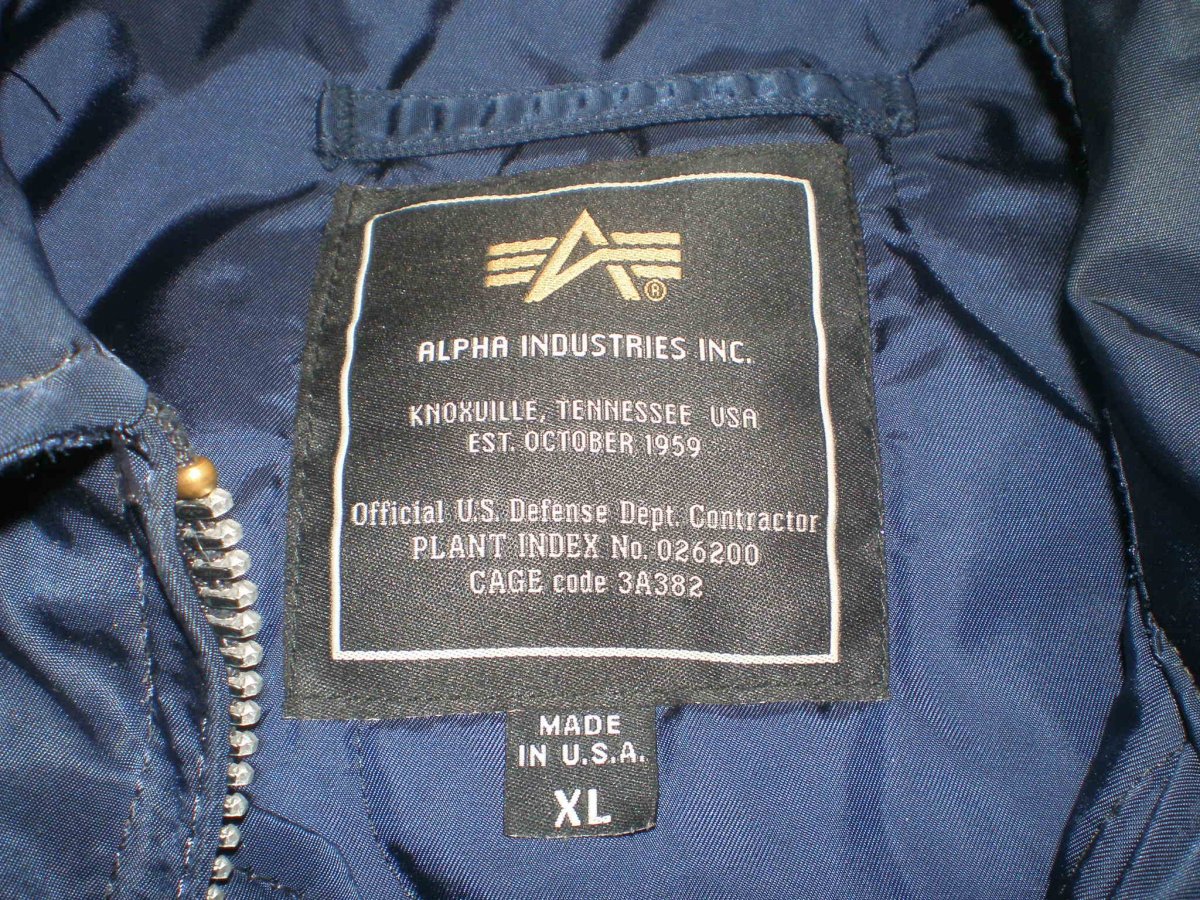 ®
ALPHA INDUSTRIES INC.
KNOXVILLE, TENNESSEE USA
EST. OCTOBER 1959
Official U.S. Defense Dept. Contractor
PLANT INDEX No. 026200
CAGE code 3A382
MADE
IN U.S.A.
XL